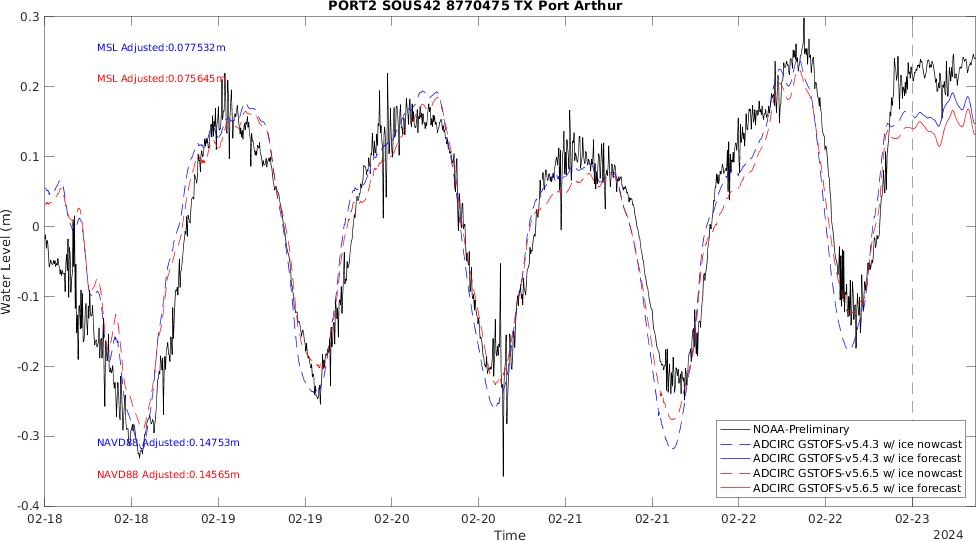 PORT2 SOUS42 8770475 TX Port Arthur
0.3
MSL Adjusted:0.077532m
MSL Adjusted:0.075645m
0.2
0.1
0
Water Level (m)
-0.1
-0.2
-0.3
NAVD88 Adjusted:0.14753m
NAVD88 Adjusted:0.14565m
-0.4
NOAA-Preliminary
ADCIRC GSTOFS-v5.4.3 w/ ice nowcast
ADCIRC GSTOFS-v5.4.3 w/ ice forecast
ADCIRC GSTOFS-v5.6.5 w/ ice nowcast
ADCIRC GSTOFS-v5.6.5 w/ ice forecast
02-18 02-18 02-19 02-19 02-20 02-20 02-21 02-21 02-22 02-22 02-23
Time
2024